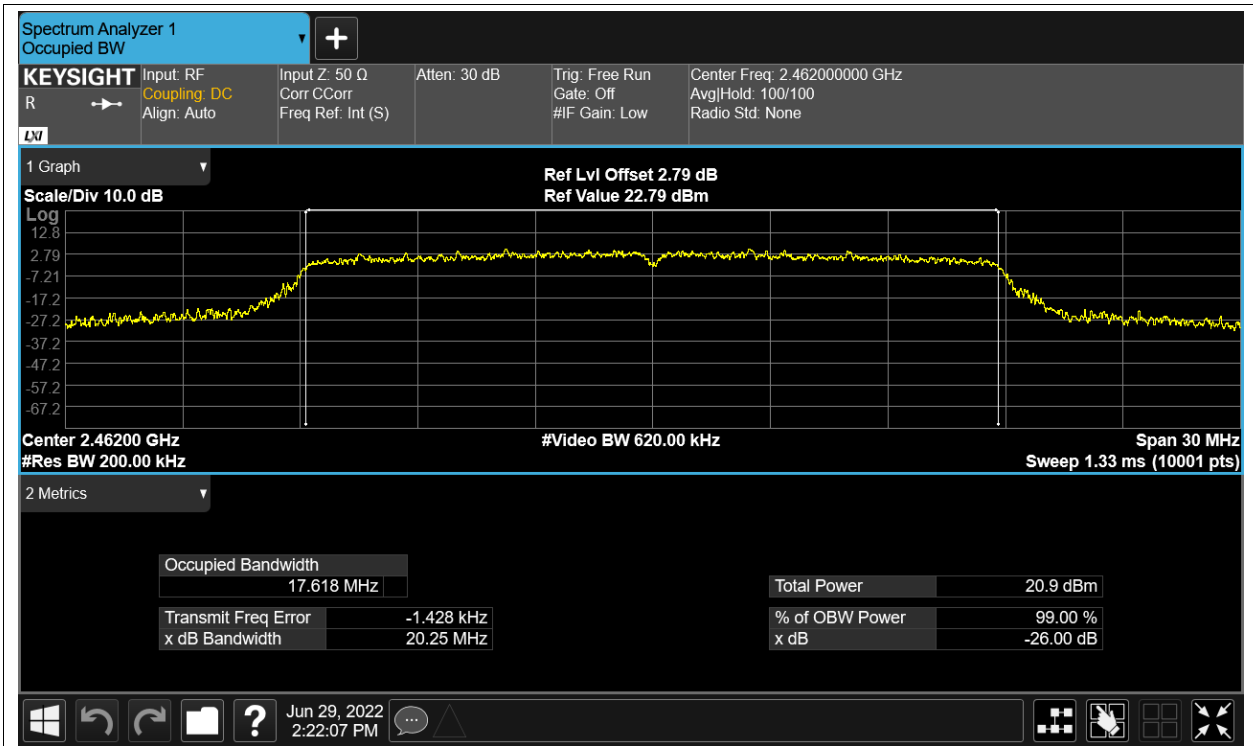 Spectrum Analyzer 1
Occupied BW
+
KEYSIGHT
R
LXI
Input: RF
Coupling: DC
Align: Auto
Input Z: 50 Ω
Corr CCorr
Freq Ref: Int (S)
Atten: 30 dB
Trig: Free Run
Gate: Off
#IF Gain: Low
Center Freq: 2.462000000 GHz
Avg|Hold: 100/100
Radio Std: None
1 Graph
Ref Lvl Offset 2.79 dB
Scale/Div 10.0 dB
Ref Value 22.79 dBm
Log
12.8
2.79
-7.21
-17.2
-27.2
-37.2
-47.2
-57.2
-67.2
Center 2.46200 GHz
#Video BW 620.00 kHz
Span 30 MHz
#Res BW 200.00 kHz
Sweep 1.33 ms (10001 pts)
2 Metrics
Occupied Bandwidth
17.618 MHz
Total Power 20.9 dBm
Transmit Freq Error -1.428 kHz
% of OBW Power 99.00 %
x dB Bandwidth 20.25 MHz
x dB -26.00 dB
?
Jun 29, 2022
2:22:07 PM